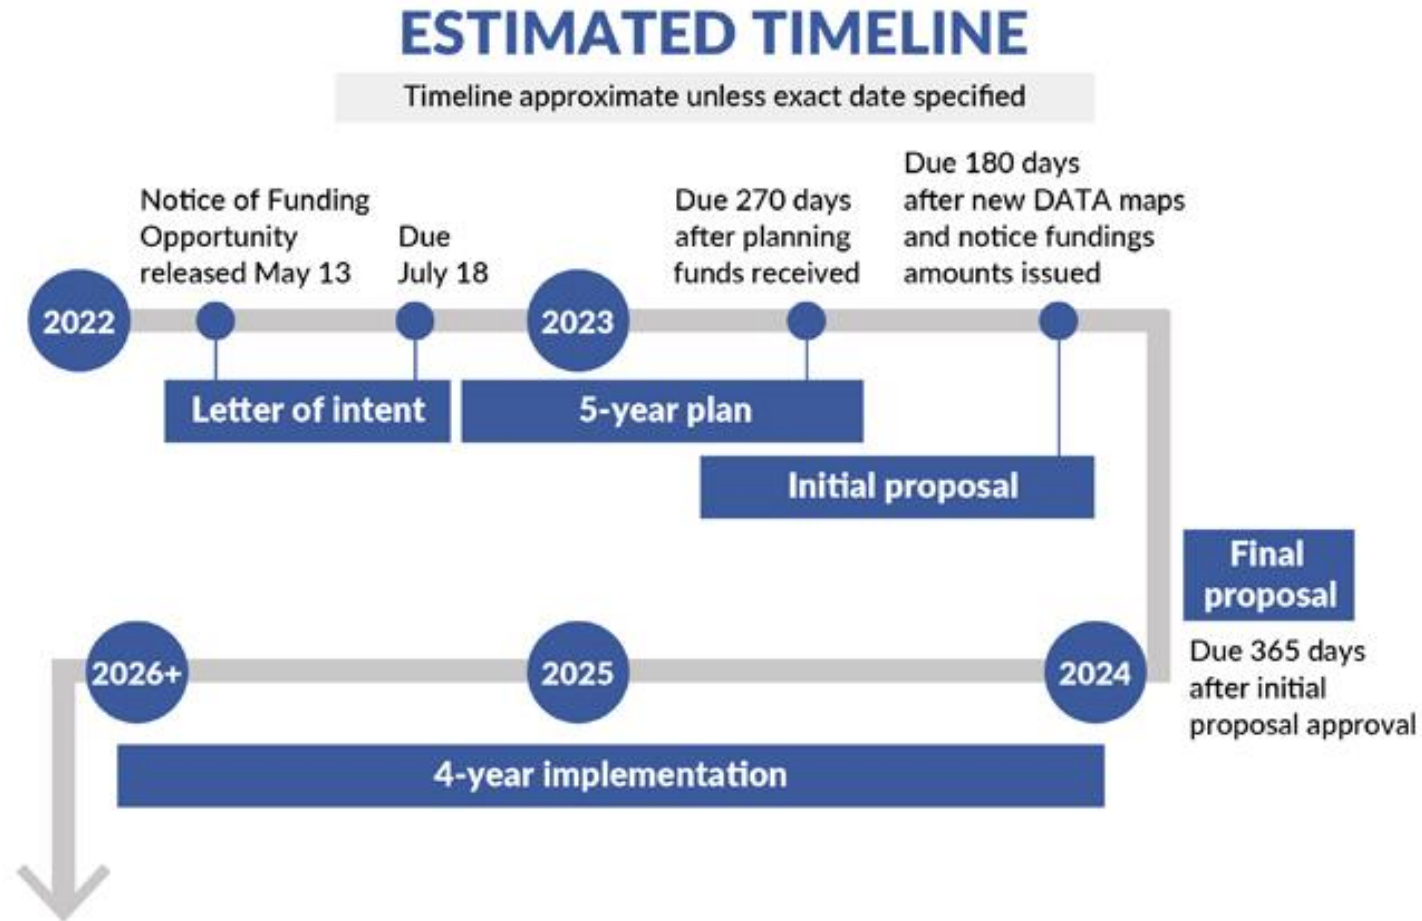 ESTIMATED TIMELINE
Timeline approximate unless exact date specified
Notice of Funding
Opportunity
released May 13
Due
July 18
Due 270 days
after planning
funds received
Due 180 days
after new DATA maps
and notice fundings
amounts issued
2022
2023
Letter of intent
5-year plan
Initial proposal
Final
proposal
Due 365 days
after initial
proposal approval
2024
2025
2026+
4-year implementation